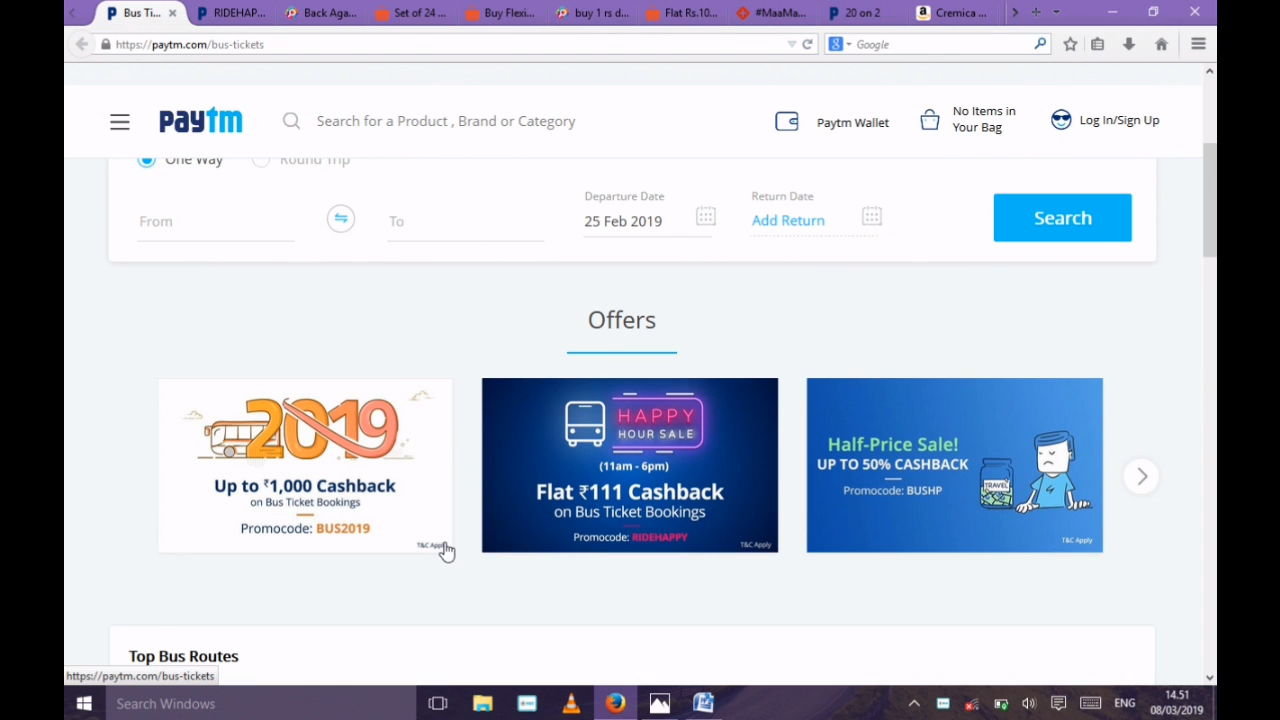 Bus Ti...
RIDEHAP...
Back Aga...
Set of 24 ...
Buy Flexi...
buy 1 rs d...
Flat Rs.10...
#MaaMa...
20 on 2
Cremica ...
https://paytm.com/bus-tickets
Google
paytm
Search for a Product , Brand or Category
Paytm Wallet
No Items in
Your Bag
Log In/Sign Up
One Way
Round Trip
From
To
Departure Date
25 Feb 2019
Return Date
Add Return
Search
Offers
2019
Up to ₹1,000 Cashback
on Bus Ticket Bookings
Promocode: BUS2019
T&C Apply
HAPPY
HOUR SALE
(11am - 6pm)
Flat ₹111 Cashback
on Bus Ticket Bookings
Promocode: RIDEHAPPY
T&C Apply
Half-Price Sale!
UP TO 50% CASHBACK
Promocode: BUSHP
TRAVEL
T&C Apply
Top Bus Routes
https://paytm.com/bus-tickets
Search Windows
ENG
14.51
08/03/2019